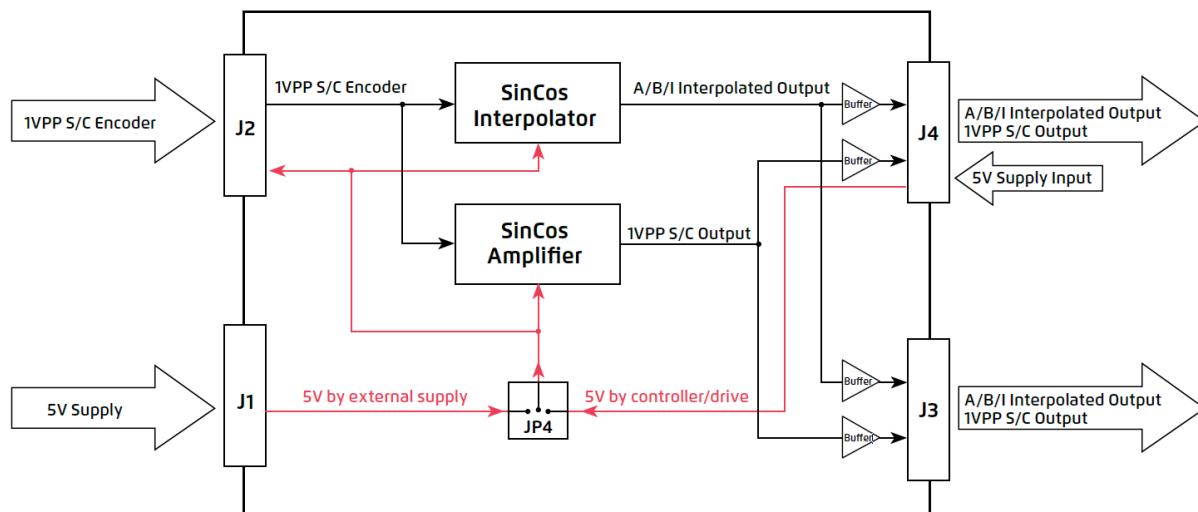 1VPP S/C Encoder
J2
1VPP S/C Encoder
SinCos
Interpolator
A/B/I Interpolated Output
Buffer
J4
A/B/I Interpolated Output
1VPP S/C Output
Buffer
5V Supply Input
SinCos
Amplifier
1VPP S/C Output
5V Supply
J1
5V by external supply
JP4
5V by controller/drive
Buffer
Buffer
J3
A/B/I Interpolated Output
1VPP S/C Output